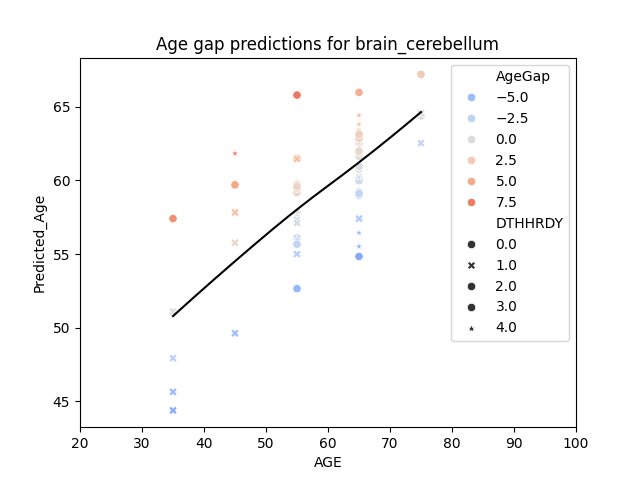 Age gap predictions for brain_cerebellum
Predicted_Age
65
60
55
50
45
20 30 40 50 60 70 80 90 100
AGE
AgeGap
−5.0
−2.5
0.0
2.5
5.0
7.5
DTHHRDY
0.0
1.0
2.0
3.0
4.0